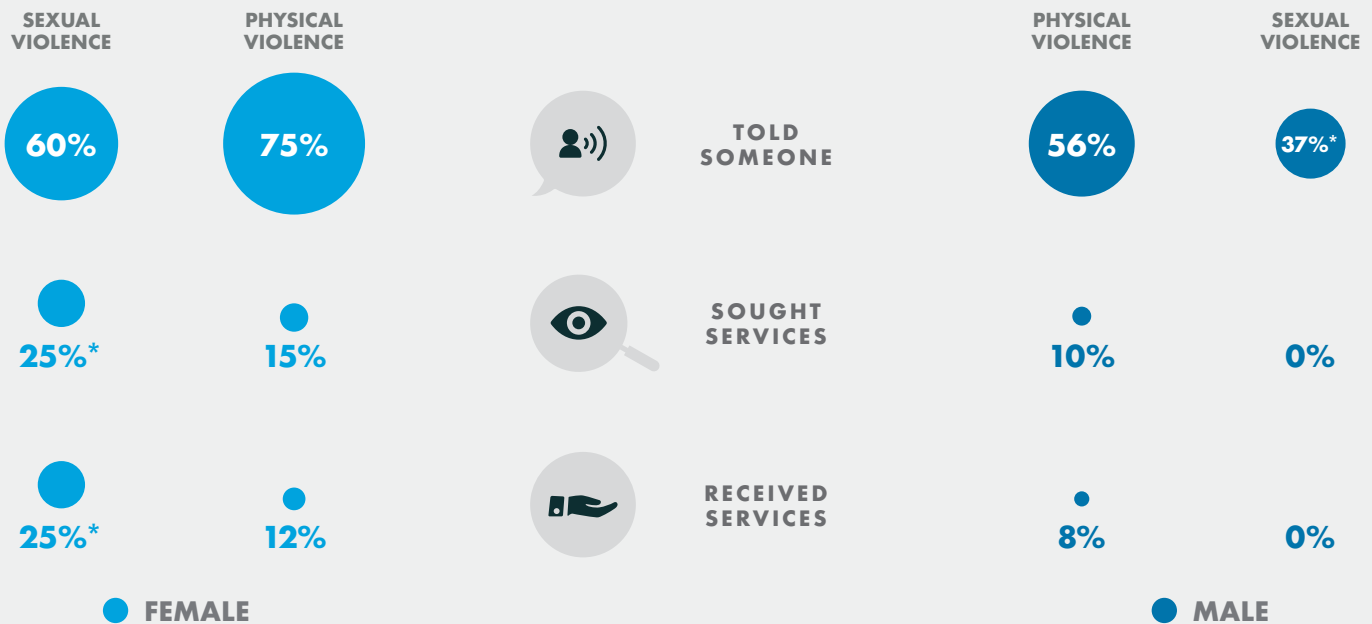 SEXUAL
VIOLENCE
PHYSICAL
VIOLENCE
PHYSICAL
VIOLENCE
SEXUAL
VIOLENCE
60%
75%
TOLD
SOMEONE
56%
37%*
25%*
15%
SOUGHT
SERVICES
10%
0%
25%*
12%
RECEIVED
SERVICES
8%
0%
FEMALE
MALE